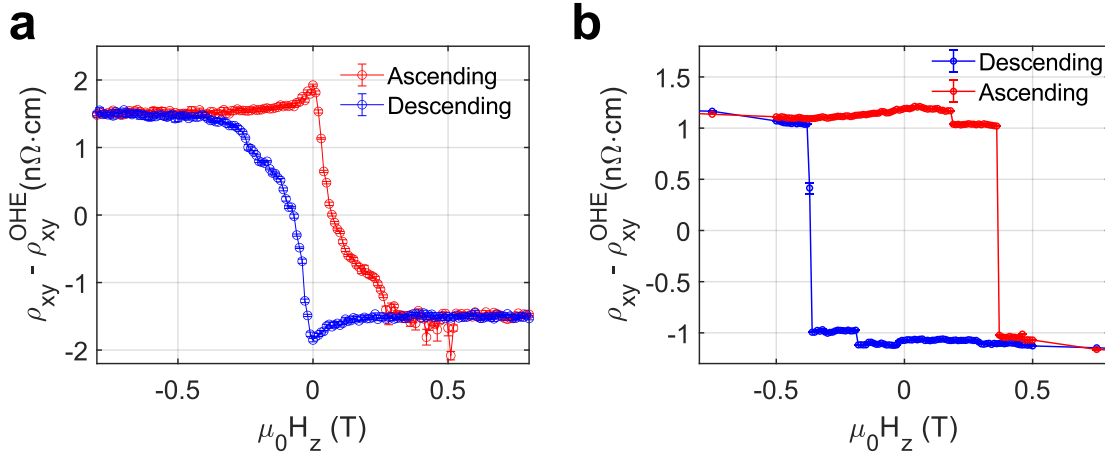 a
ρxy - ρxyOHE (nΩ·cm)
2
1
0
-1
-2
Ascending
Descending
-0.5
0
0.5
μ0Hz (T)
b
ρxy - ρxyOHE (nΩ·cm)
1.5
1
0.5
0
-0.5
-1
Descending
Ascending
-0.5
0
0.5
μ0Hz (T)